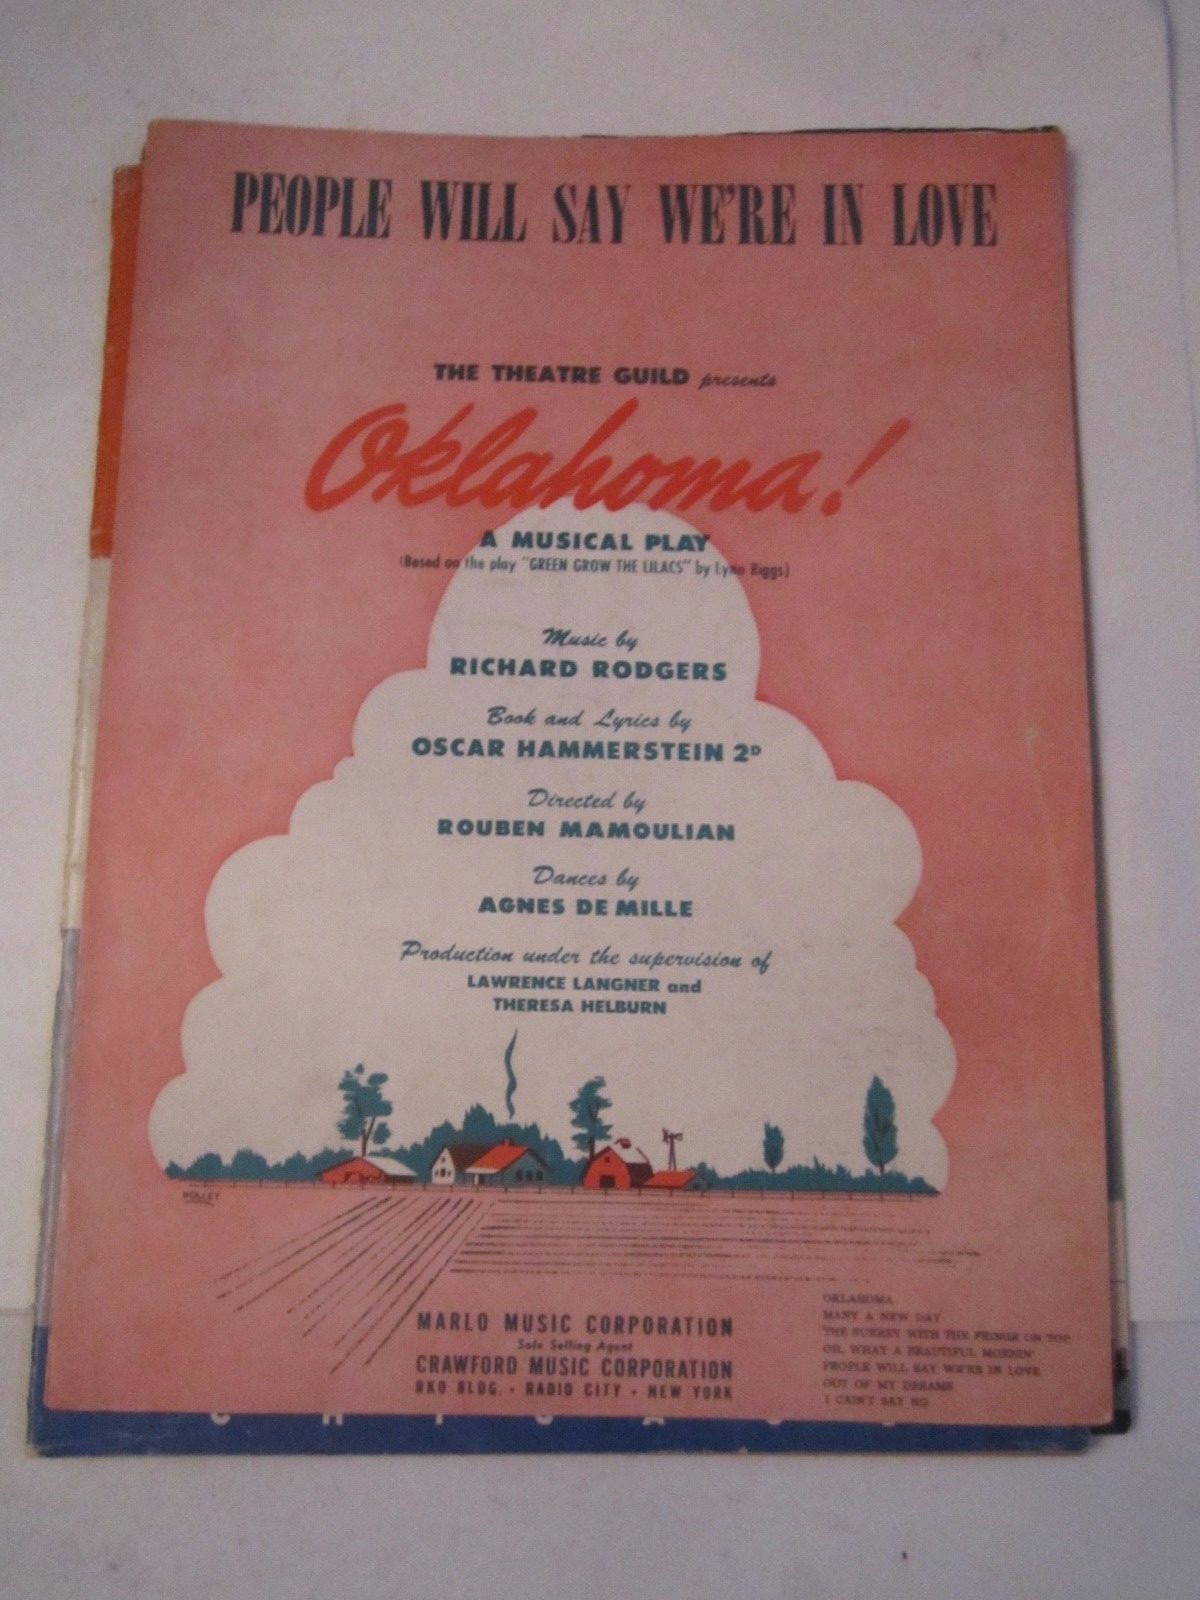 PEOPLE WILL SAY WE'RE IN LOVE
THE THEATRE GUILD presents
Oklahoma!
A MUSICAL PLAY
(Based on the play "GREEN GROW THE LILACS" by Lynn Riggs)
Music by
RICHARD RODGERS
Book and Lyrics by
OSCAR HAMMERSTEIN 2D
Directed by
ROUBEN MAMOULIAN
Dances by
AGNES DE MILLE
Production under the supervision of
LAWRENCE LANGNER and
THERESA HELBURN
HOLLEY
MARLO MUSIC CORPORATION
Sole Selling Agent
CRAWFORD MUSIC CORPORATION
RKO BLDG. · RADIO CITY · NEW YORK
OKLAHOMA
MANY A NEW DAY
THE SURREY WITH THE FRINGE ON TOP
OH, WHAT A BEAUTIFUL MORNIN'
PEOPLE WILL SAY WE'RE IN LOVE
OUT OF MY DREAMS
I CAIN'T SAY NO